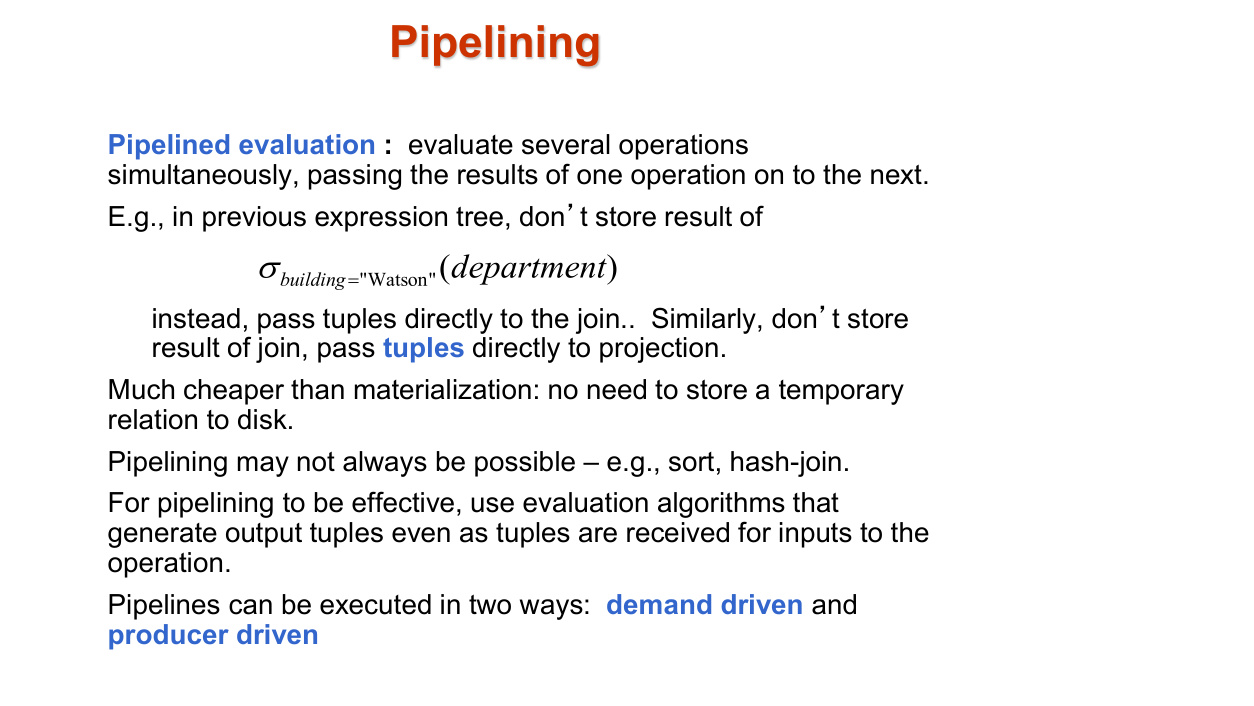 Pipelining
Pipelined evaluation :  evaluate several operations
simultaneously, passing the results of one operation on to the next.
E.g., in previous expression tree, don’t store result of
σ building="Watson" (department)
instead, pass tuples directly to the join..  Similarly, don’t store
result of join, pass tuples directly to projection.
Much cheaper than materialization: no need to store a temporary
relation to disk.
Pipelining may not always be possible – e.g., sort, hash-join.
For pipelining to be effective, use evaluation algorithms that
generate output tuples even as tuples are received for inputs to the
operation.
Pipelines can be executed in two ways:  demand driven and
producer driven